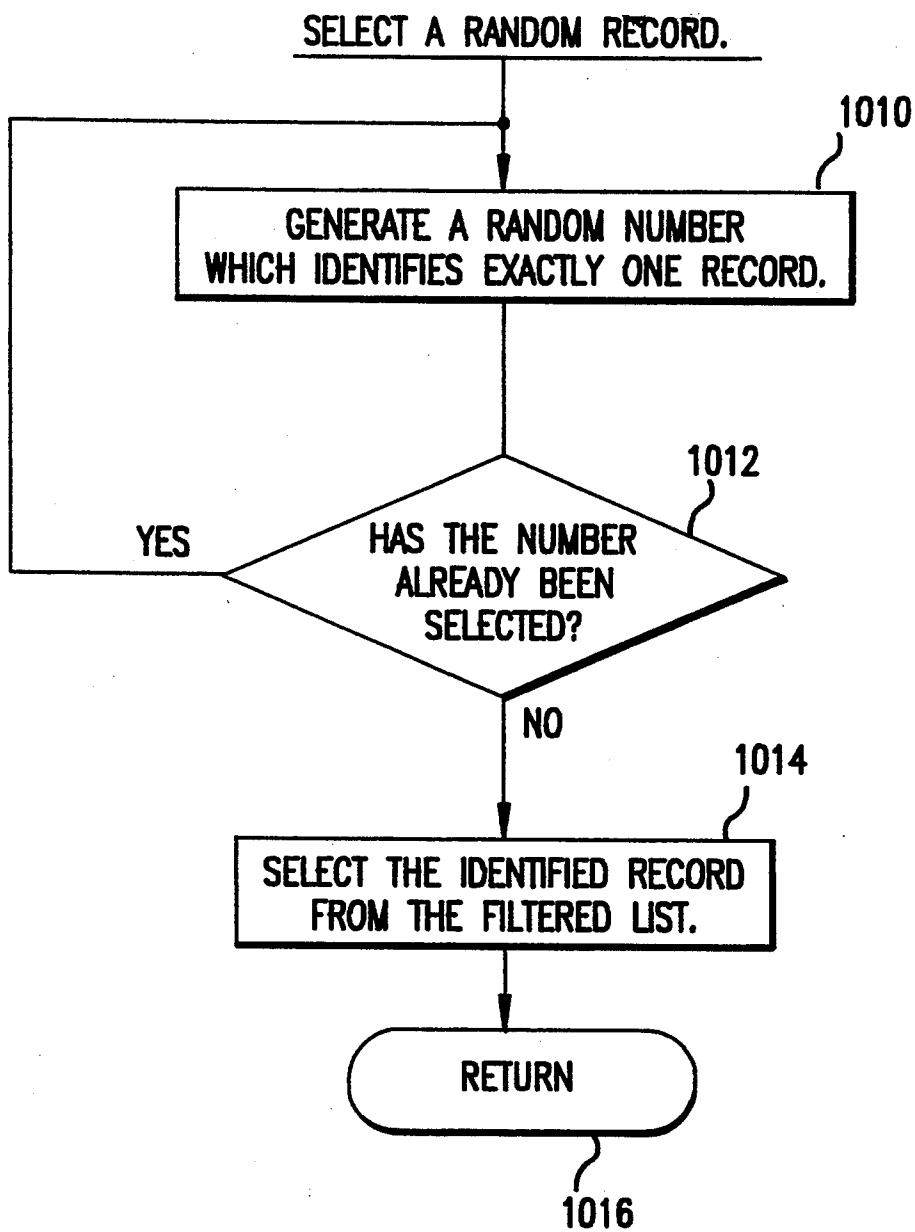 SELECT A RANDOM RECORD.
1010
GENERATE A RANDOM NUMBER
WHICH IDENTIFIES EXACTLY ONE RECORD.
1012
YES
HAS THE NUMBER
ALREADY BEEN
SELECTED?
NO
1014
SELECT THE IDENTIFIED RECORD
FROM THE FILTERED LIST.
RETURN
1016